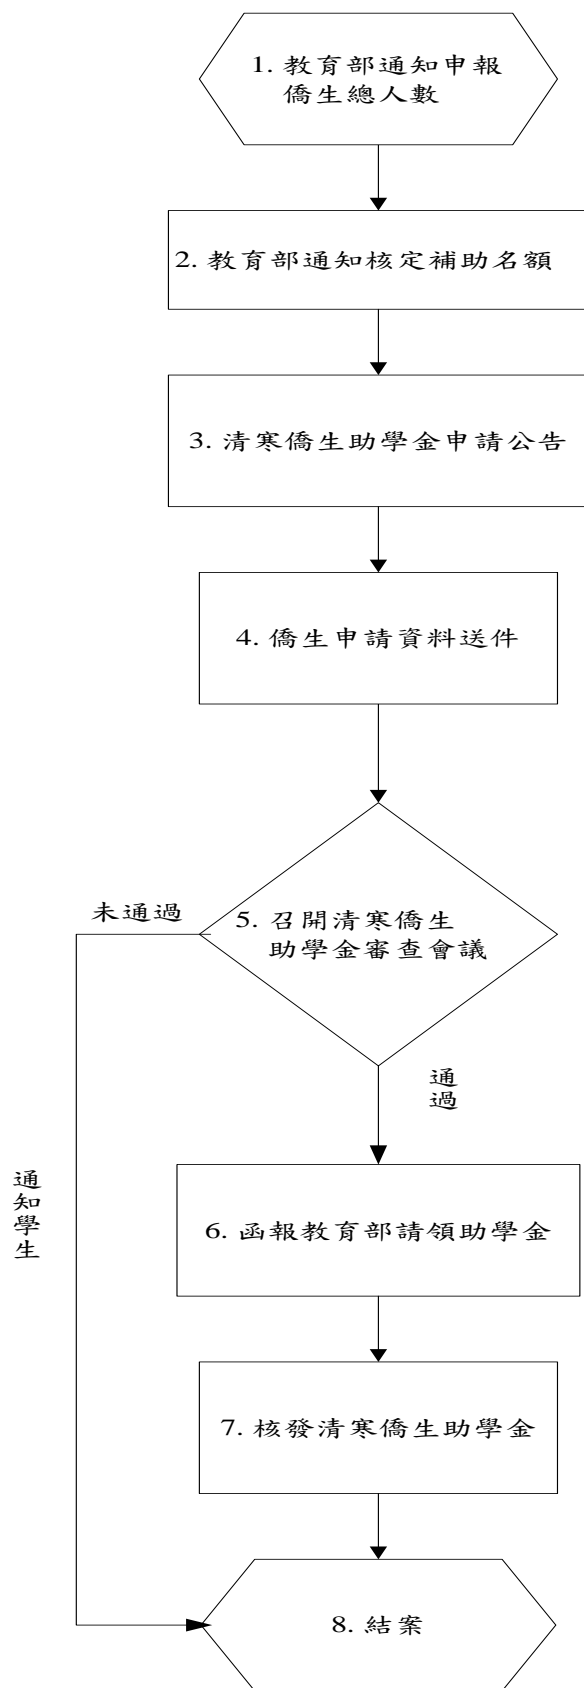 1. 教育部通知申報
僑生總人數
2. 教育部通知核定補助名額
3. 清寒僑生助學金申請公告
4. 僑生申請資料送件
未通過
5. 召開清寒僑生
助學金審查會議
通過
通知學生
6. 函報教育部請領助學金
7. 核發清寒僑生助學金
8. 結案